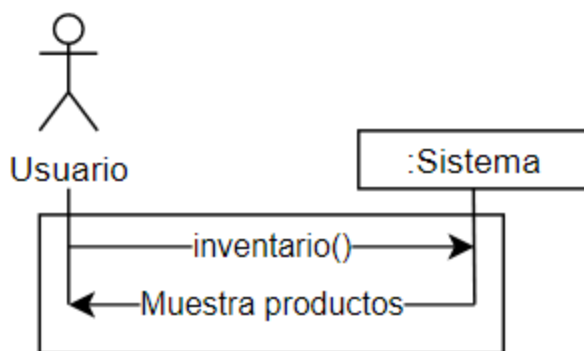 Usuario
:Sistema
inventario()
Muestra productos